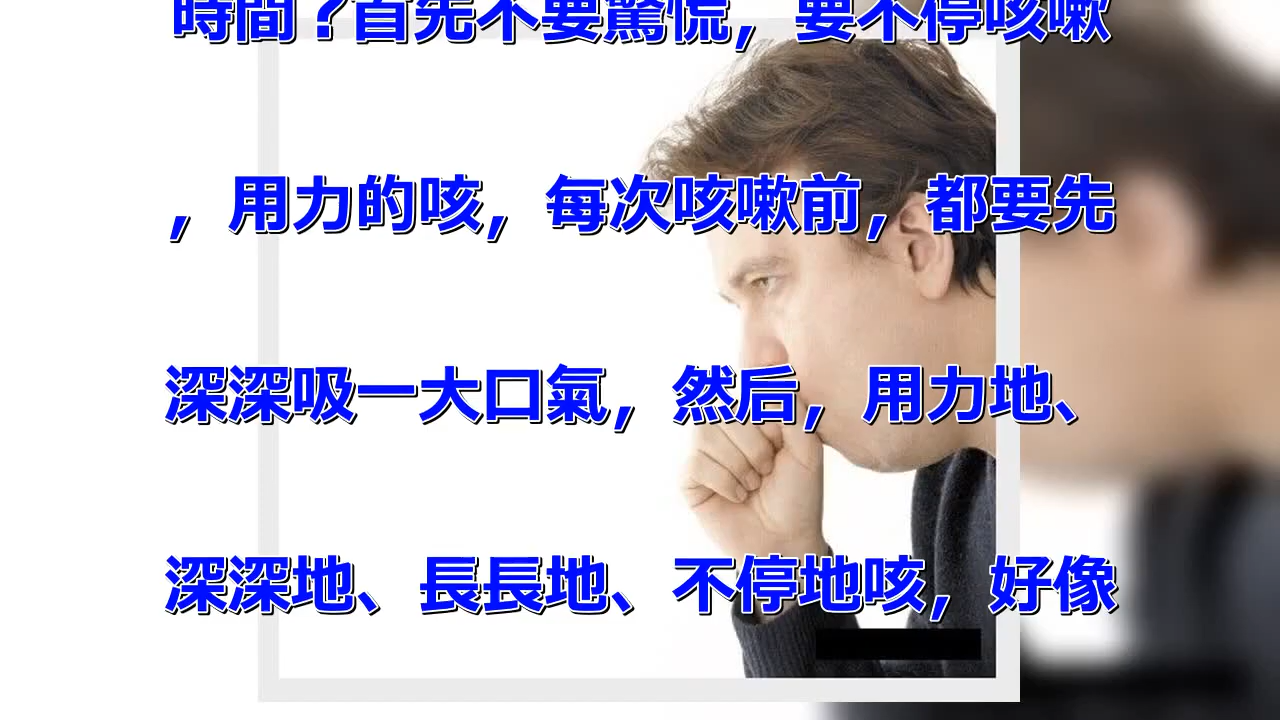 時間？首先不要驚慌，要不停咳嗽
，用力的咳，每次咳嗽前，都要先
深深吸一大口氣，然后，用力地、
深深地、長長地、不停地咳，好像